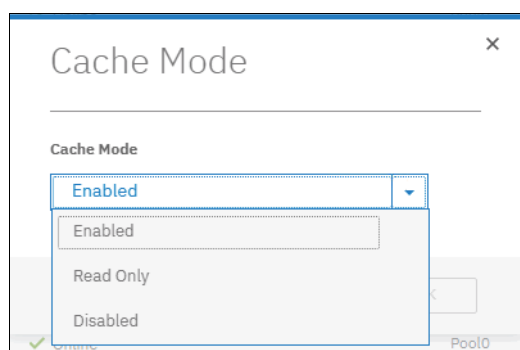 Cache Mode
Cache Mode
Enabled
Enabled
Read Only
Disabled
Pool0